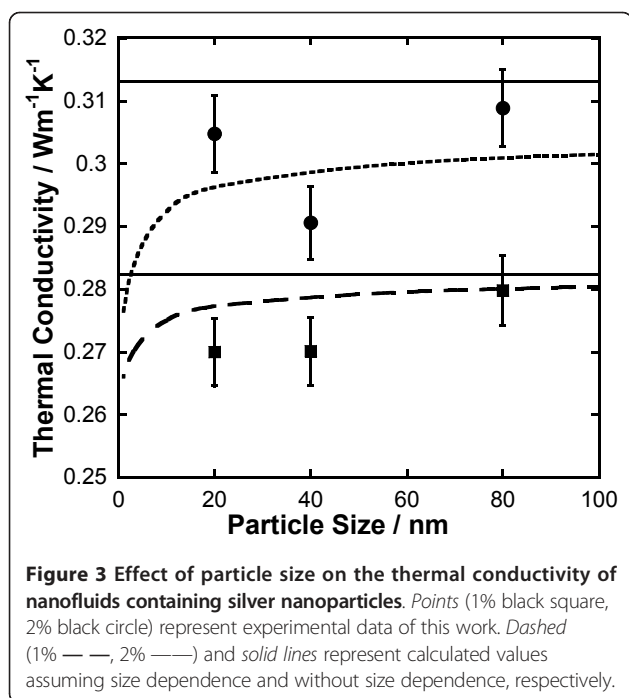 0.32
0.31
0.3
0.29
0.28
0.27
0.26
0.25
Thermal Conductivity / Wm⁻¹K⁻¹
0 20 40 60 80 100
Particle Size / nm
Figure 3 Effect of particle size on the thermal conductivity of
nanofluids containing silver nanoparticles. Points (1% black square,
2% black circle) represent experimental data of this work. Dashed
(1% — —, 2% -—–) and solid lines represent calculated values
assuming size dependence and without size dependence, respectively.